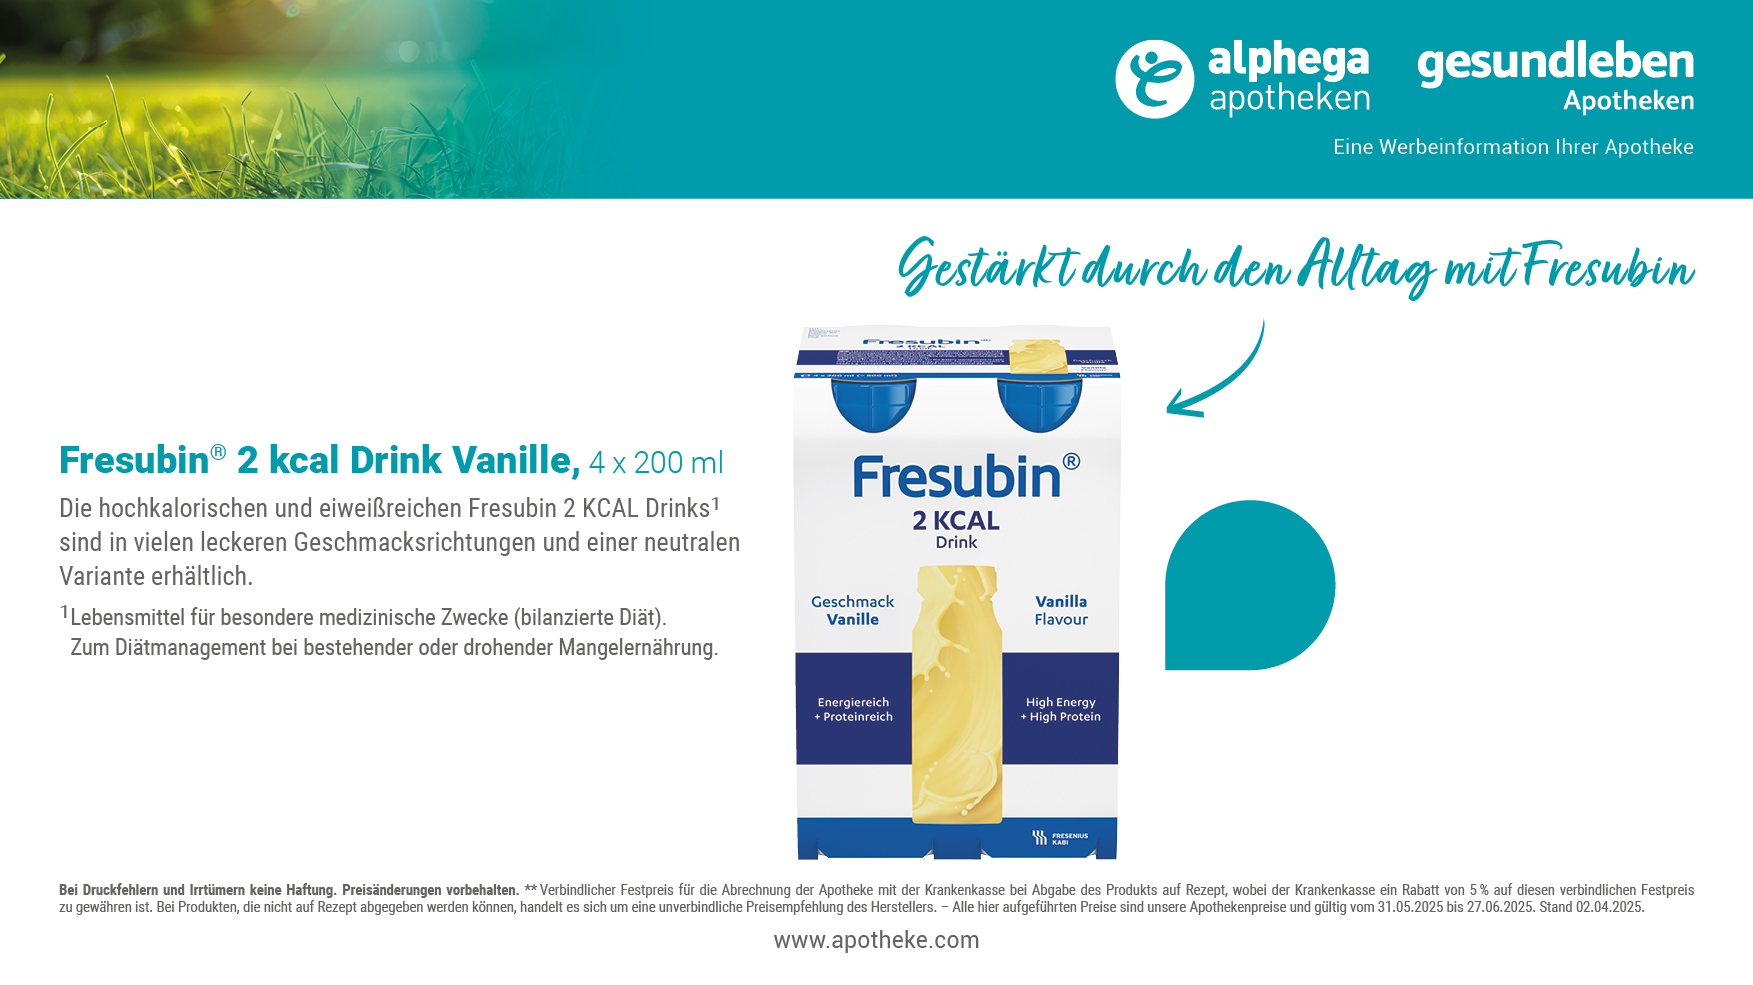 alphega
apotheken
gesundleben
Apotheken
Eine Werbeinformation Ihrer Apotheke
Gestärkt durch den Alltag mit Fresubin
Fresubin® 2 kcal Drink Vanille, 4 x 200 ml
Die hochkalorischen und eiweißreichen Fresubin 2 KCAL Drinks¹
sind in vielen leckeren Geschmacksrichtungen und einer neutralen
Variante erhältlich.
¹Lebensmittel für besondere medizinische Zwecke (bilanzierte Diät).
Zum Diätmanagement bei bestehender oder drohender Mangelernährung.
Fresubin®
2 KCAL
Drink
Fresubin®
2 KCAL
Drink
Geschmack
Vanille
Vanilla
Flavour
Energiereich
+ Proteinreich
High Energy
+ High Protein
FRESENIUS
KABI
Bei Druckfehlern und Irrtümern keine Haftung. Preisänderungen vorbehalten. ** Verbindlicher Festpreis für die Abrechnung der Apotheke mit der Krankenkasse bei Abgabe des Produkts auf Rezept, wobei der Krankenkasse ein Rabatt von 5 % auf diesen verbindlichen Festpreis
zu gewähren ist. Bei Produkten, die nicht auf Rezept abgegeben werden können, handelt es sich um eine unverbindliche Preisempfehlung des Herstellers. – Alle hier aufgeführten Preise sind unsere Apothekenpreise und gültig vom 31.05.2025 bis 27.06.2025. Stand 02.04.2025.
www.apotheke.com